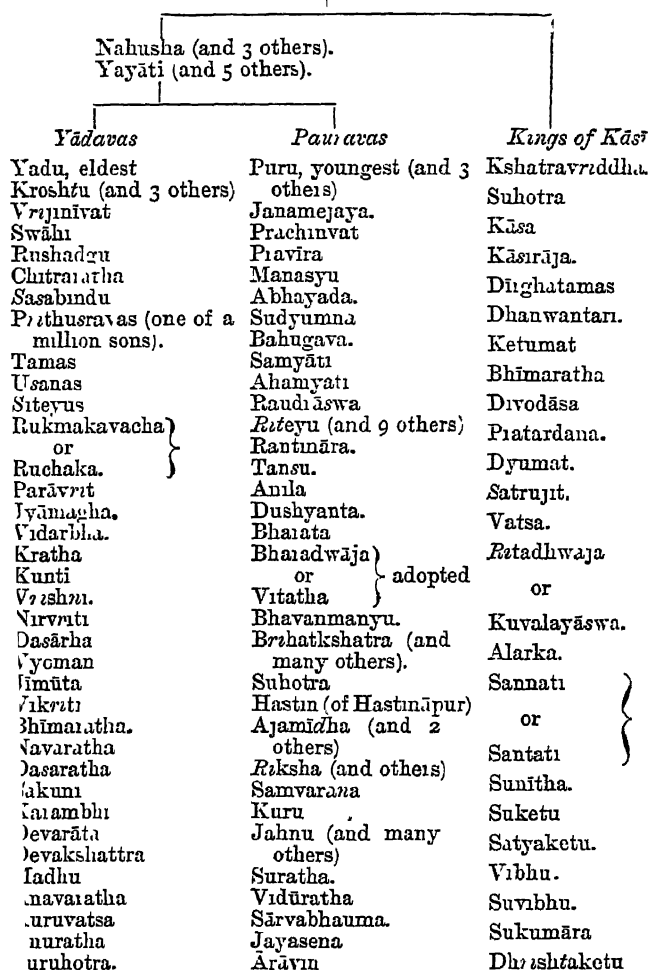 Nahusha (and 3 others).
Yayāti (and 5 others).
Yādavas
Yadu, eldest
Kroshtu (and 3 others)
Vrijinīvat
Swāhi
Rushadgu
Chitraratha
Sasabindu
Prithusravas (one of a
million sons).
Tamas
Usanas
Siteyus
Rukmakavacha
or
Ruchaka.
Parāvrit
Jyāmagha.
Vidarbha.
Kratha
Kunti
Vrishni.
Nirvriti
Dasārha
Vyoman
Jīmūta
Vikriti
Bhīmaratha.
Navaratha
Dasaratha
akuni
arambhi
Devarāta
Devakshattra
Madhu
navaratha
uruvatsa
nuratha
uruhotra.
Pauravas
Puru, youngest (and 3
others)
Janamejaya.
Prachinvat
Pravīra
Manasyu
Abhayada.
Sudyumna
Bahugava.
Samyāti
Ahamyati
Raudrāswa
Riteyu (and 9 others)
Rantināra.
Tansu.
Anila
Dushyanta.
Bharata
Bharadwāja
or adopted
Vitatha
Bhavanmanyu.
Brihatkshatra (and
many others).
Suhotra
Hastin (of Hastināpur)
Ajamīdha (and 2
others)
Riksha (and others)
Samvarana
Kuru
Jahnu (and many
others)
Suratha.
Vidūratha
Sārvabhauma.
Jayasena
Ārāvin
Kings of Kāsī
Kshatravriddha.
Suhotra
Kāsa
Kāsirāja.
Dīrghatamas
Dhanwantari.
Ketumat
Bhīmaratha
Divodāsa
Pratardana.
Dyumat.
Satrujit.
Vatsa.
Ritadhwaja
or
Kuvalayāswa.
Alarka.
Sannati
or
Santati
Sunītha.
Suketu
Satyaketu.
Vibhu.
Suvibhu.
Sukumāra
Dhrishtaketu